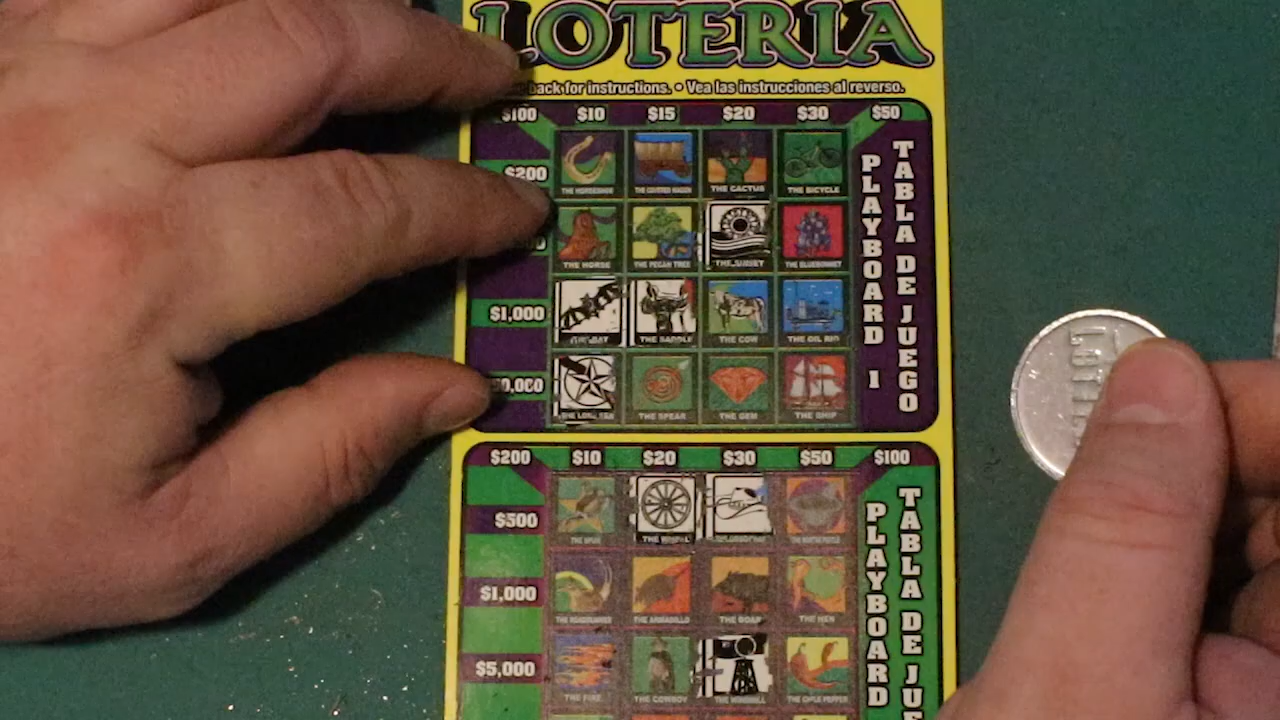 LOTERIA
back for instructions. • Vea las instrucciones al reverso.
$100 $10 $15 $20 $30 $50
$200
THE HORSESHOE THE COVERED WAGON THE CACTUS THE BICYCLE
THE HORSE THE PECAN TREE THE SUNSET THE BLUEBONNET
$1,000
THE SADDLE THE COW THE OIL RIG
THE SPEAR THE GEM THE SHIP
PLAYBOARD 1
TABLA DE JUEGO
$200 $10 $20 $30 $50 $100
$500
THE SPUR THE WHEEL
$1,000
THE ROADRUNNER THE ARMADILLO THE BOAR THE HEN
$5,000
THE FIRE THE COWBOY THE WINDMILL THE CHILE PEPPER
PLAYBOARD
TABLA DE JUE